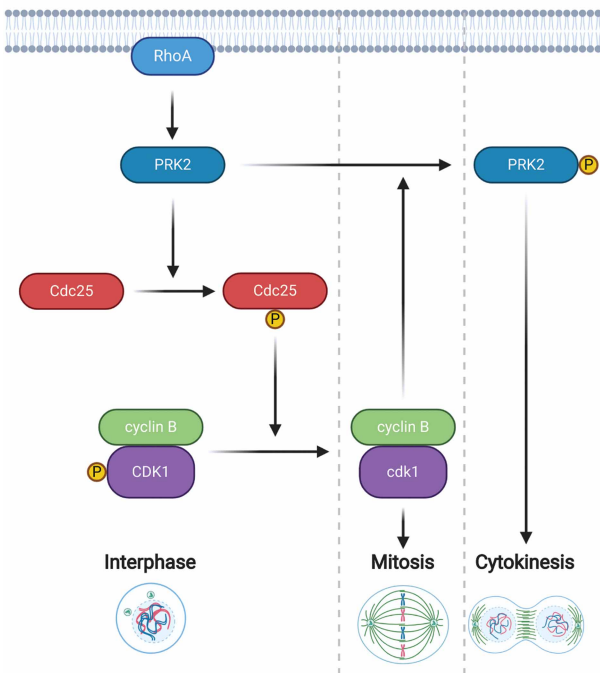 RhoA
PRK2
PRK2
P
Cdc25
Cdc25
P
cyclin B
cyclin B
P
CDK1
cdk1
Interphase
Mitosis
Cytokinesis